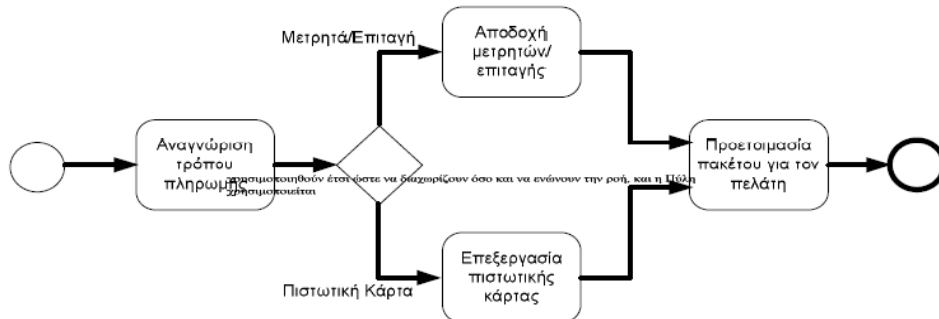 Μετρητά/Επιταγή
Αποδοχή
μετρητών/
επιταγής
Αναγνώριση
τρόπου
πληρωμής
χρησιμοποιηθούν έτσι ώστε να διαχωρίζουν όσο και να ενώνουν την ροή, και η Πύλη
χρησιμοποιείται
Προετοιμασία
πακέτου για τον
πελάτη
Πιστωτική Κάρτα
Επεξεργασία
πιστωτικής
κάρτας